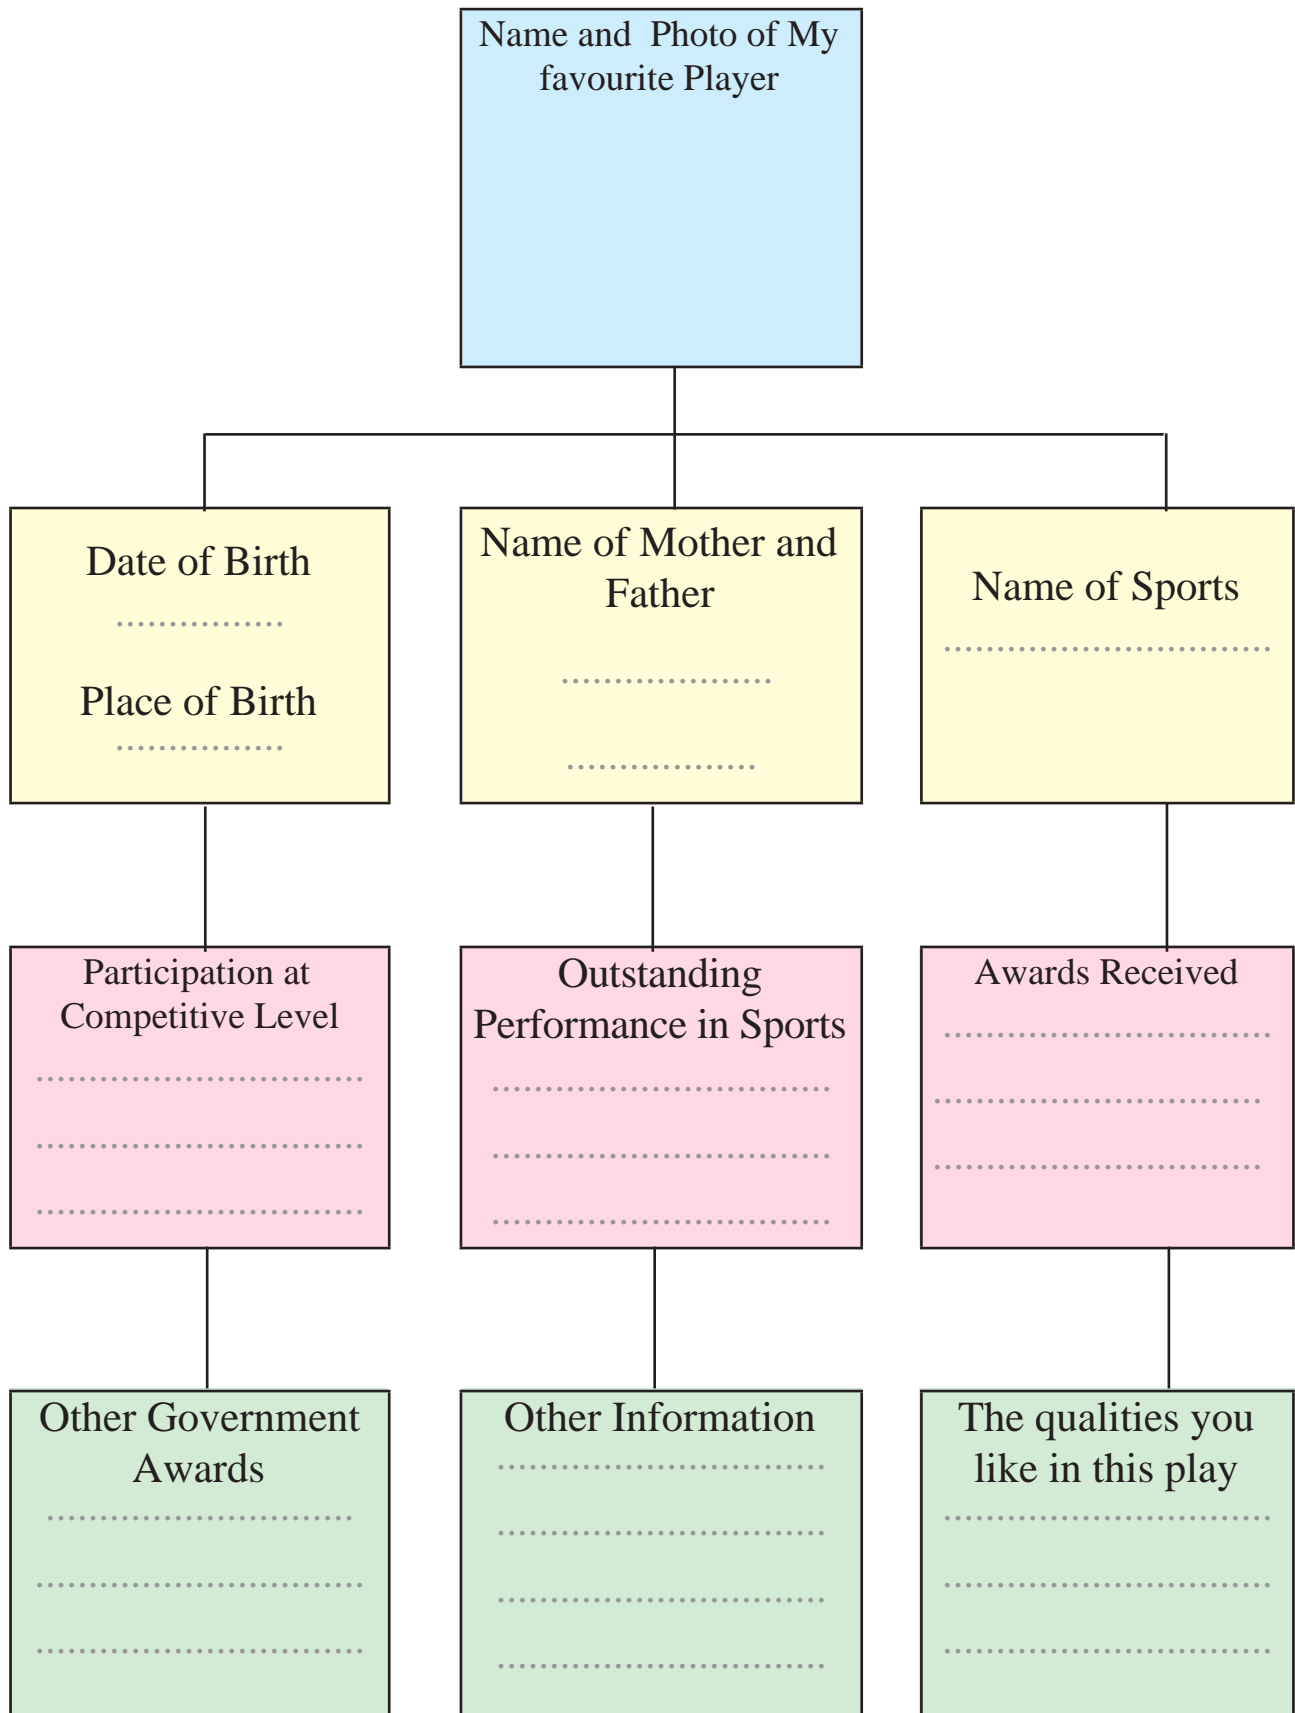 Name and Photo of My
favourite Player
Date of Birth
................
Place of Birth
................
Name of Mother and
Father
....................
..................
Name of Sports
...............................
Participation at
Competitive Level
...............................
...............................
...............................
Outstanding
Performance in Sports
................................
................................
................................
Awards Received
...............................
...............................
...............................
Other Government
Awards
.............................
...............................
...............................
Other Information
...............................
...............................
...............................
...............................
The qualities you
like in this play
...............................
...............................
...............................